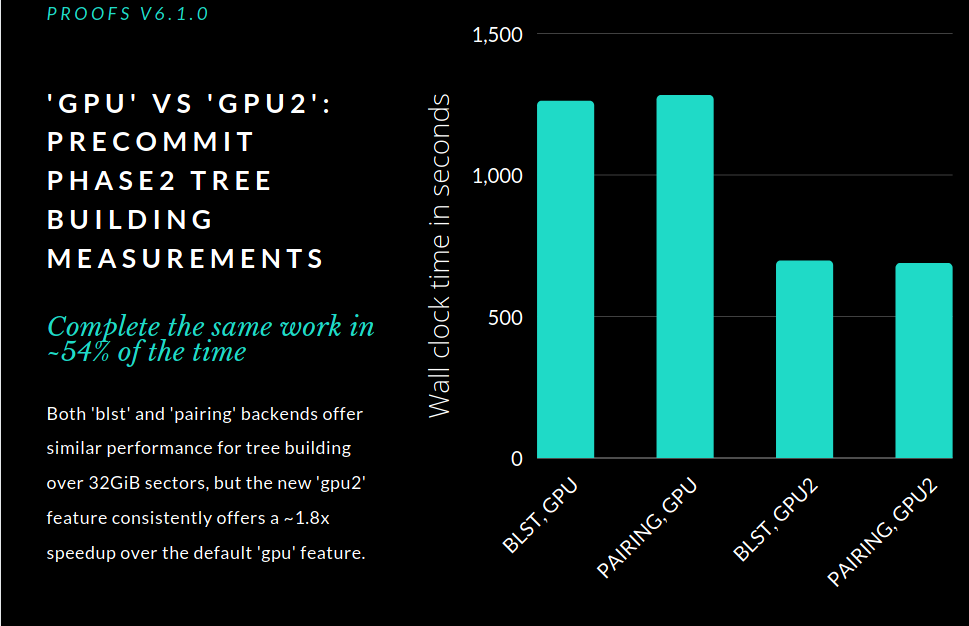 PROOFS V6.1.0
'GPU' VS 'GPU2':
PRECOMMIT
PHASE2 TREE
BUILDING
MEASUREMENTS
Complete the same work in
~54% of the time
Both 'blst' and 'pairing' backends offer
similar performance for tree building
over 32GiB sectors, but the new 'gpu2'
feature consistently offers a ~1.8x
speedup over the default 'gpu' feature.
Wall clock time in seconds
1,500
1,000
500
0
BLST, GPU
PAIRING, GPU
BLST, GPU2
PAIRING, GPU2